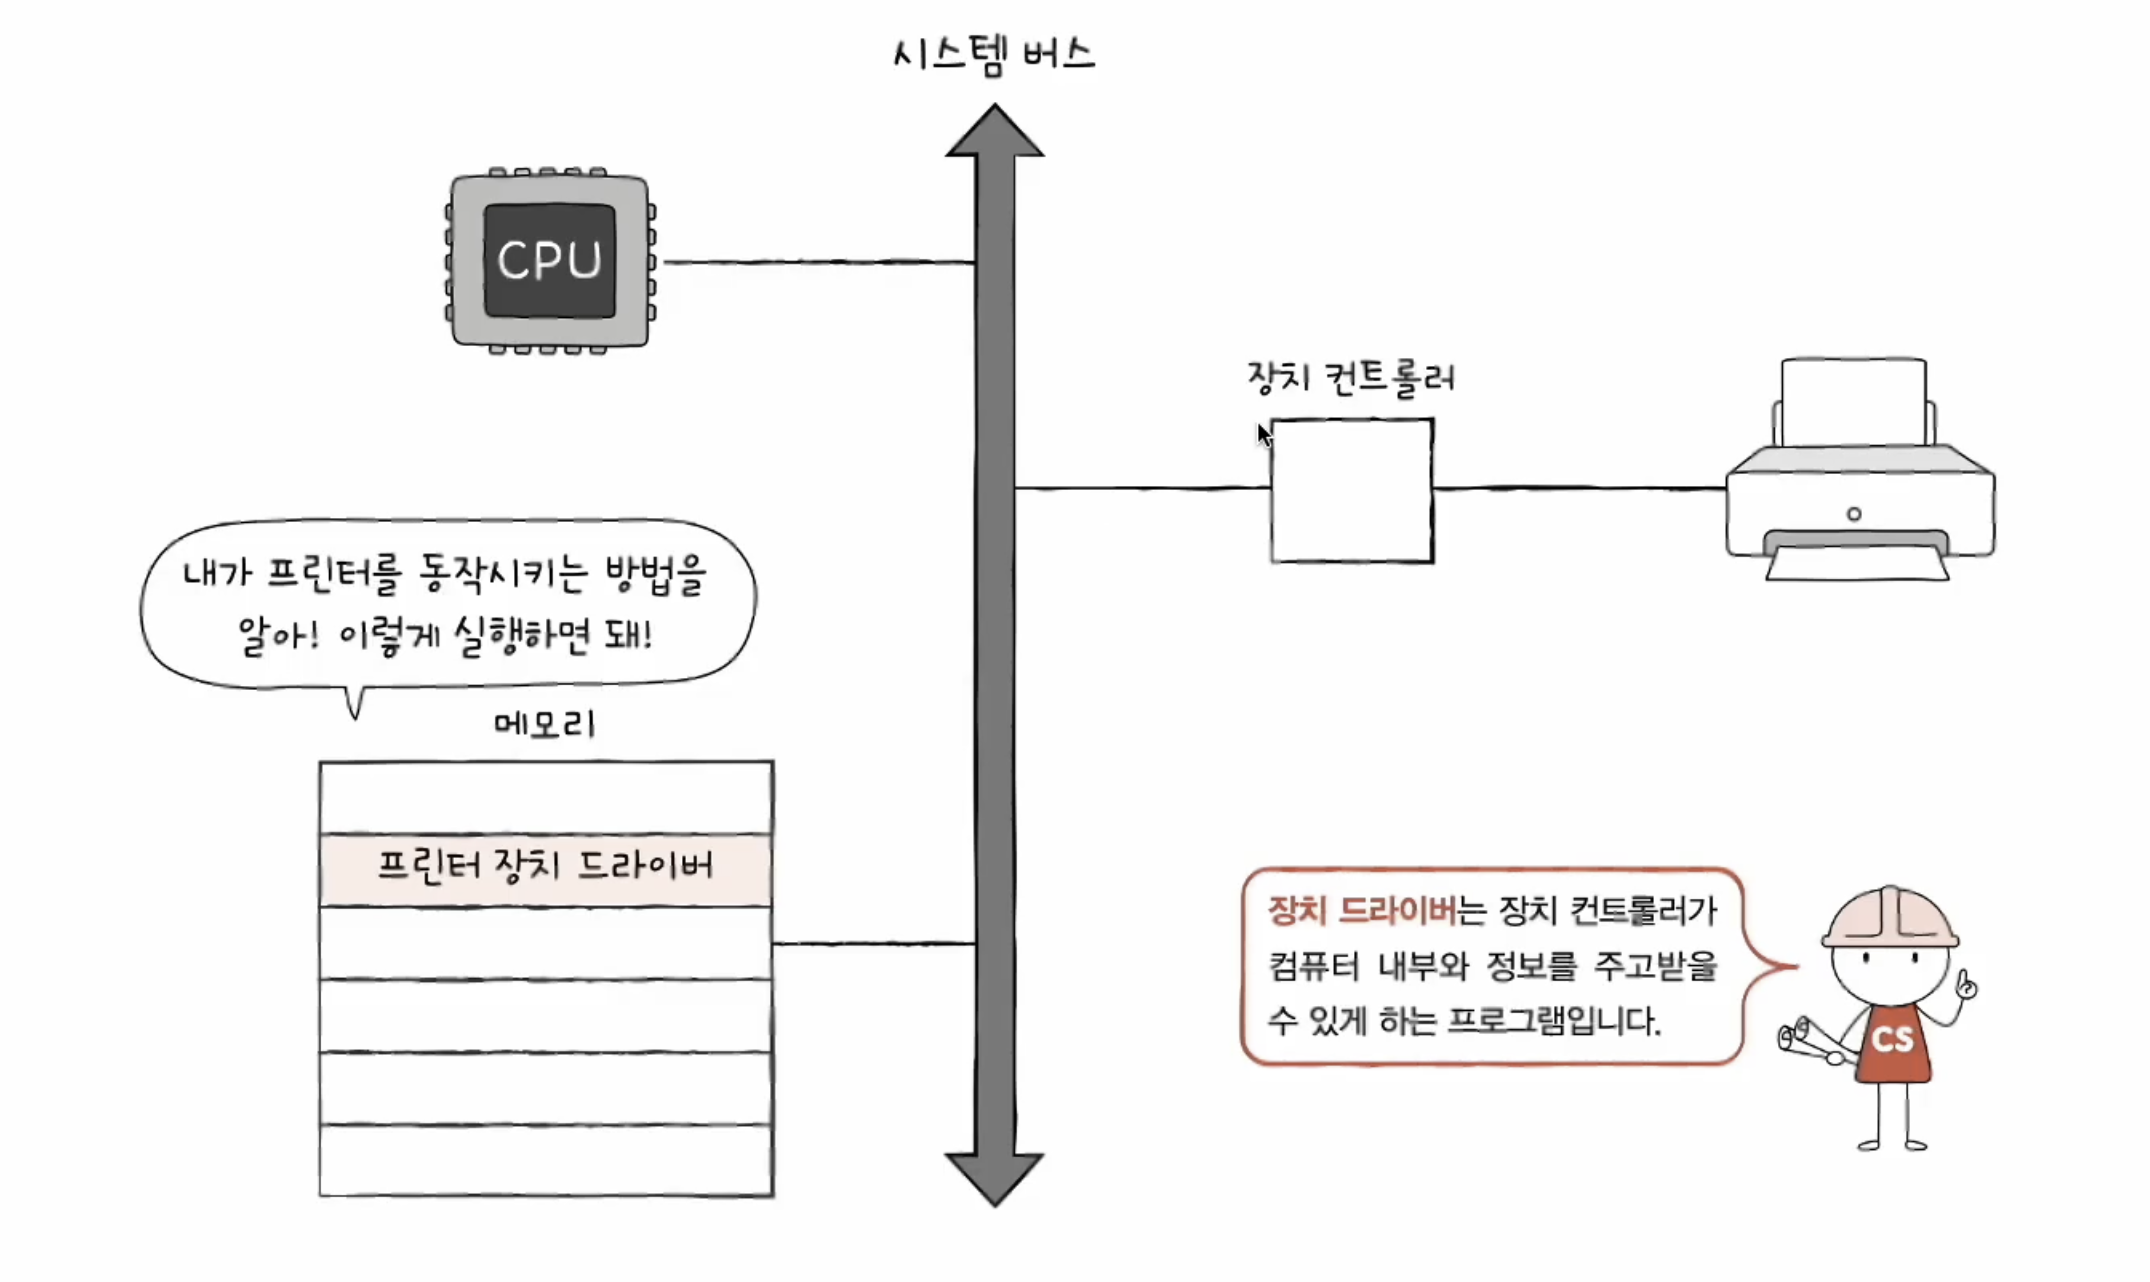 시스템 버스
CPU
장치 컨트롤러
내가 프린터를 동작시키는 방법을
알아! 이렇게 실행하면 돼!
메모리
프린터 장치 드라이버
장치 드라이버는 장치 컨트롤러가
컴퓨터 내부와 정보를 주고받을
수 있게 하는 프로그램입니다.
CS